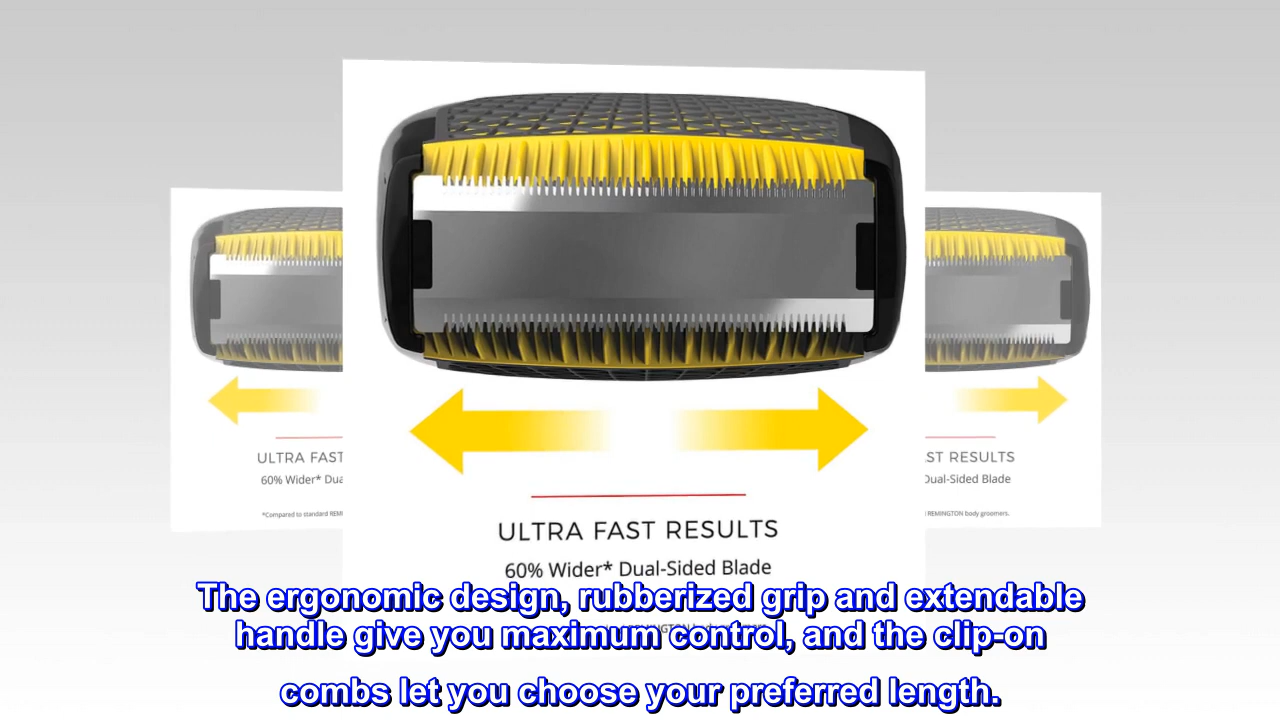 ULTRA FAST RESULTS
60% Wider* Dual-Sided Blade
ULTRA FAST
60% Wider* Dua
*Compared to standard REMI
ST RESULTS
Dual-Sided Blade
REMINGTON body groomers.
The ergonomic design, rubberized grip and extendable
handle give you maximum control, and the clip-on
combs let you choose your preferred length.